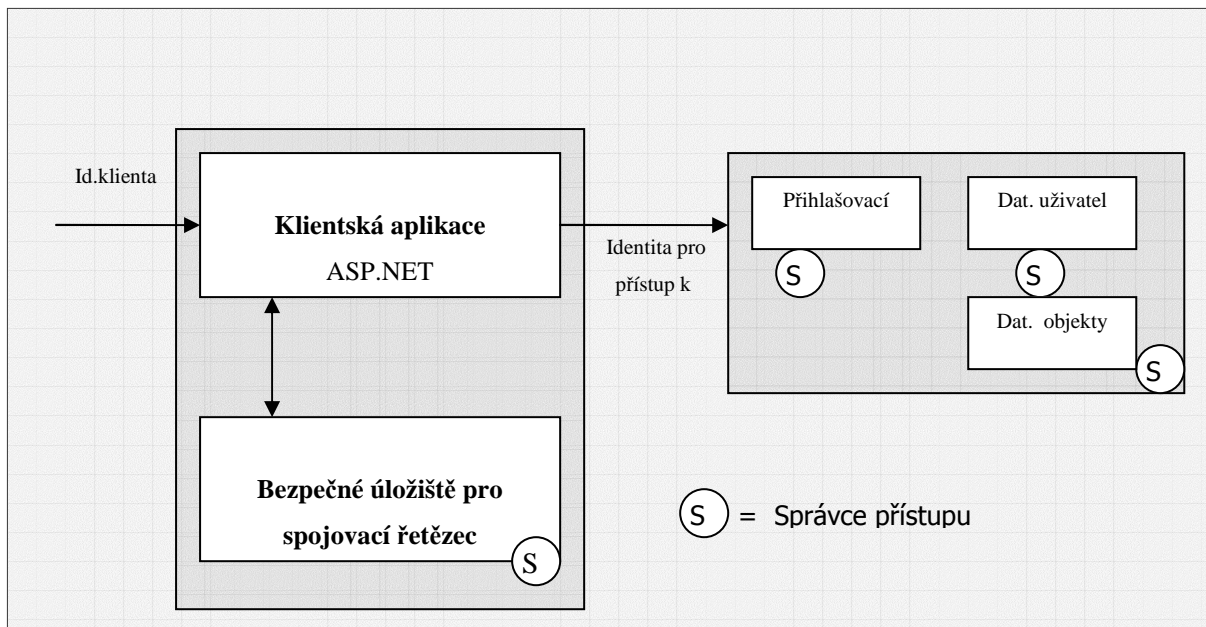 Id.klienta
Klientská aplikace
ASP.NET
Identita pro
přístup k
Přihlašovací
S
Dat. uživatel
S
Dat. objekty
S
Bezpečné úložiště pro
spojovací řetězec
S
S = Správce přístupu